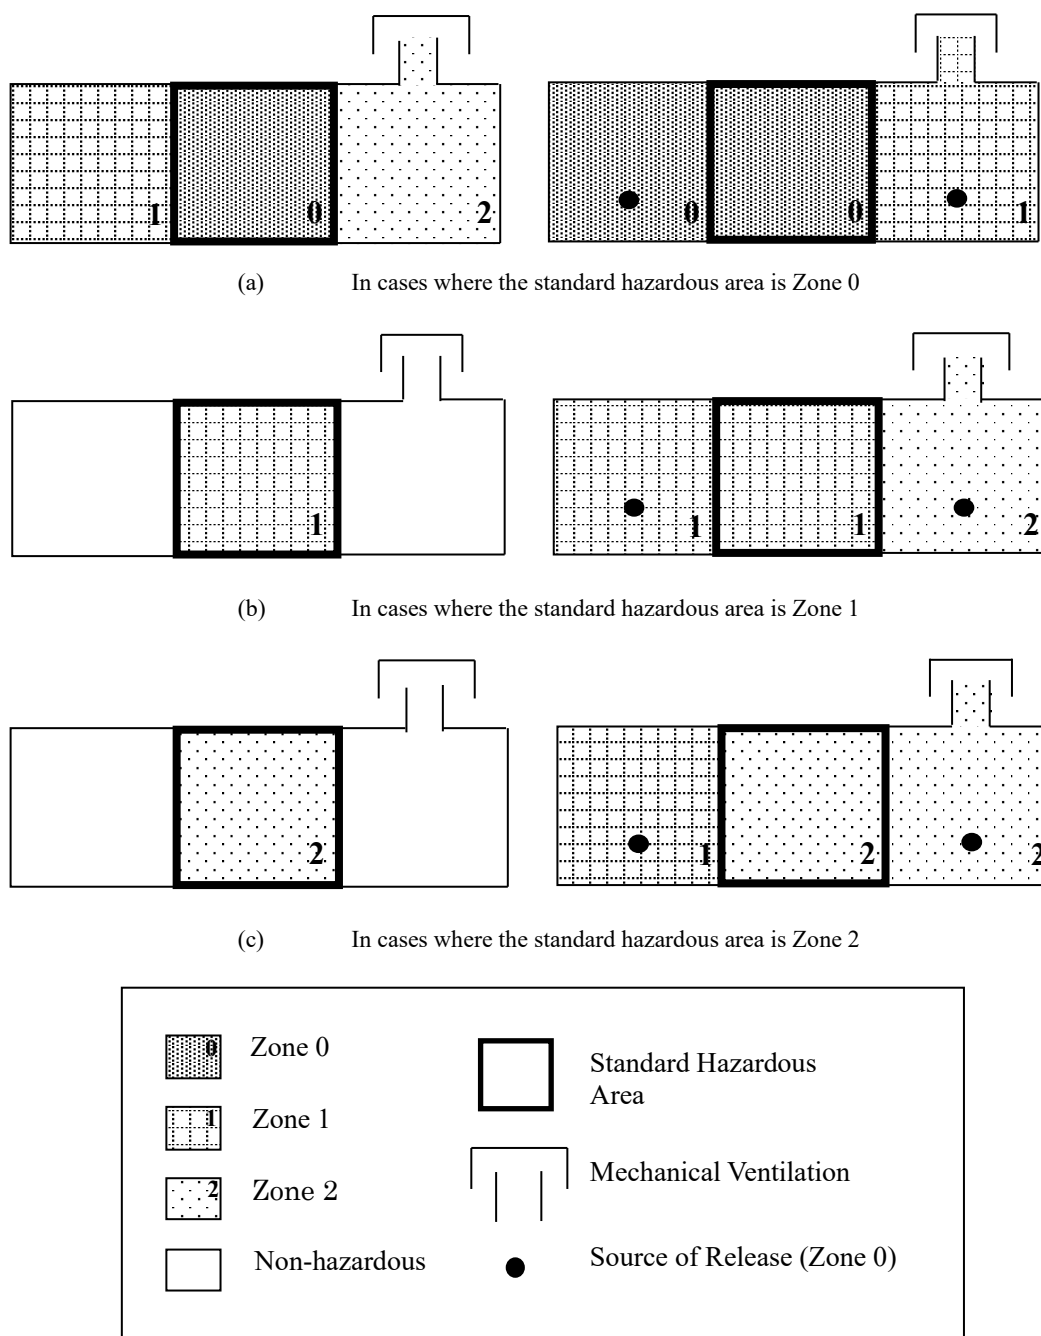 1 0 2 0 0 1
(a) In cases where the standard hazardous area is Zone 0
1 1 1 2
(b) In cases where the standard hazardous area is Zone 1
2 1 2 2
(c) In cases where the standard hazardous area is Zone 2
0 Zone 0
Standard Hazardous
Area
1 Zone 1
Mechanical Ventilation
2 Zone 2
Non-hazardous
Source of Release (Zone 0)